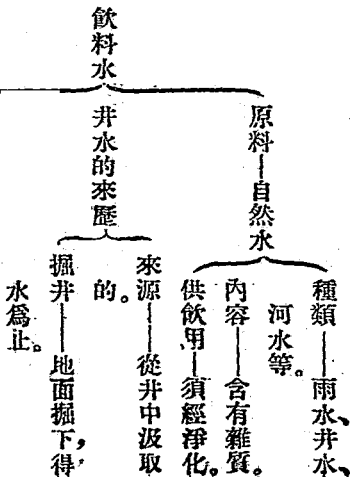 飲料水
原料—自然水
種類——雨水、井水、
河水等。
內容——含有雜質。
供飲用——須經淨化。
井水的來歷
來源——從井中汲取
的。
掘井——地面掘下，得
水爲止。